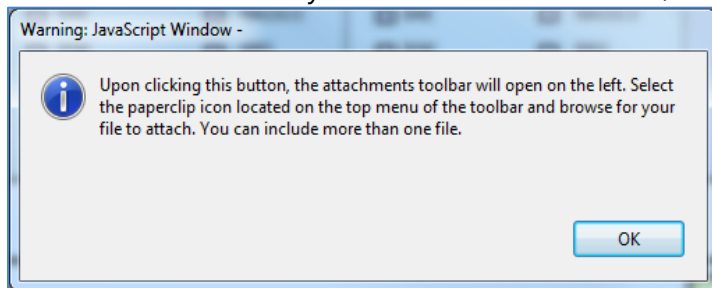 Warning: JavaScript Window -
Upon clicking this button, the attachments toolbar will open on the left. Select
the paperclip icon located on the top menu of the toolbar and browse for your
file to attach. You can include more than one file.
OK